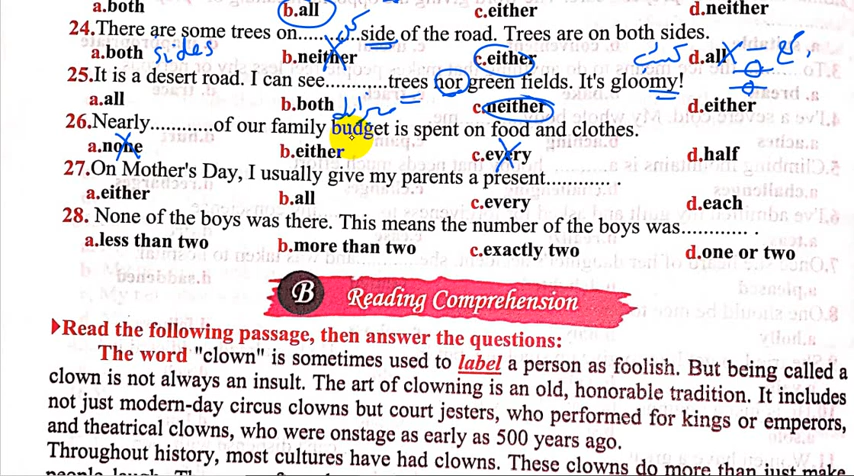 a.both b.all c.either d.neither
24.There are some trees on..........side of the road. Trees are on both sides.
a.both sides b.neither c.either d.all
25.It is a desert road. I can see.......... trees nor green fields. It's gloomy!
a.all b.both c.neither d.either
26.Nearly............of our family budget is spent on food and clothes.
a.none b.either c.every d.half
27.On Mother's Day, I usually give my parents a present..............
a.either b.all c.every d.each
28. None of the boys was there. This means the number of the boys was............ .
a.less than two b.more than two c.exactly two d.one or two
B Reading Comprehension
▶Read the following passage, then answer the questions:
The word "clown" is sometimes used to label a person as foolish. But being called a
clown is not always an insult. The art of clowning is an old, honorable tradition. It includes
not just modern-day circus clowns but court jesters, who performed for kings or emperors,
and theatrical clowns, who were onstage as early as 500 years ago.
Throughout history, most cultures have had clowns. These clowns do more than just make